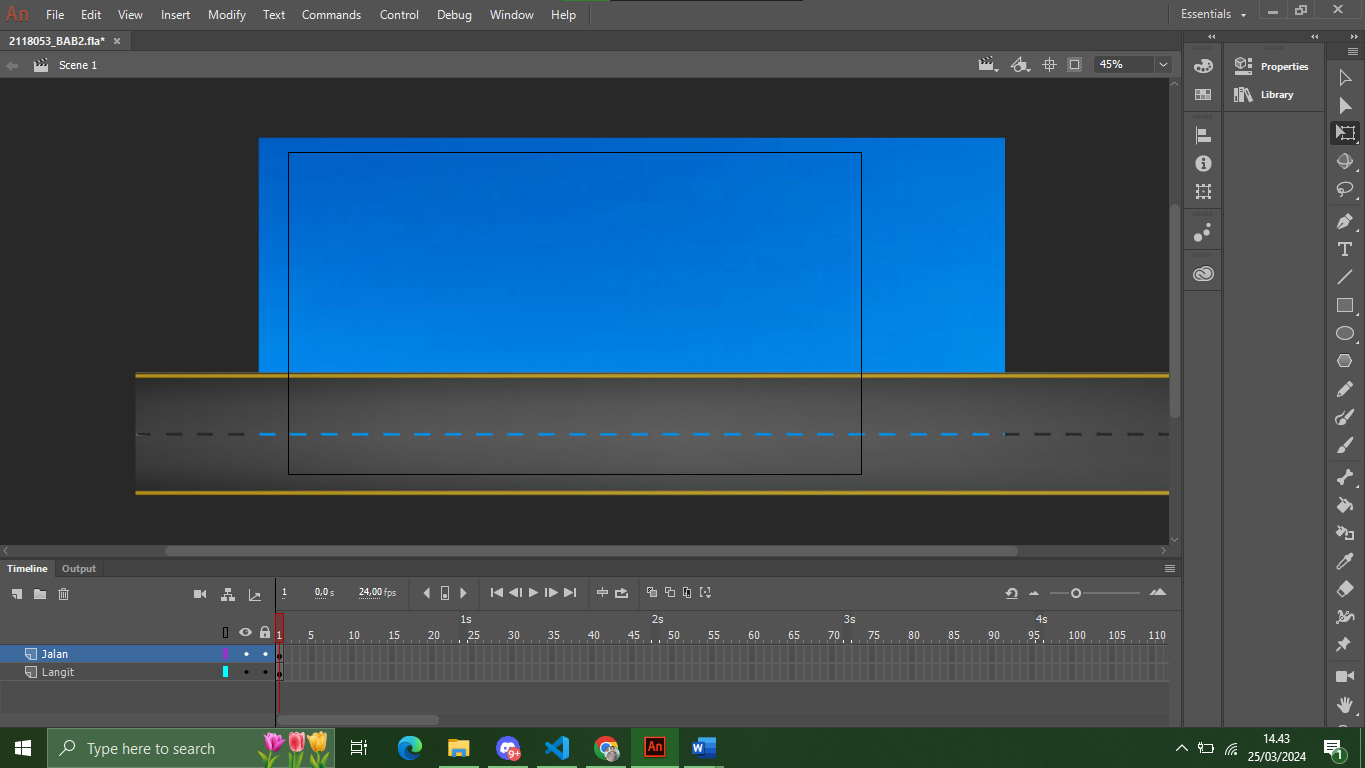 An File Edit View Insert Modify Text Commands Control Debug Window Help Essentials
2118053_BAB2.fla* ×
Scene 1 45%
Properties
Library
Timeline Output
1 0,0 s 24,00 fps
1s 2s 3s 4s
1 5 10 15 20 25 30 35 40 45 50 55 60 65 70 75 80 85 90 95 100 105 110
Jalan
Langit
Type here to search 9+ An W 14.43
25/03/2024 1